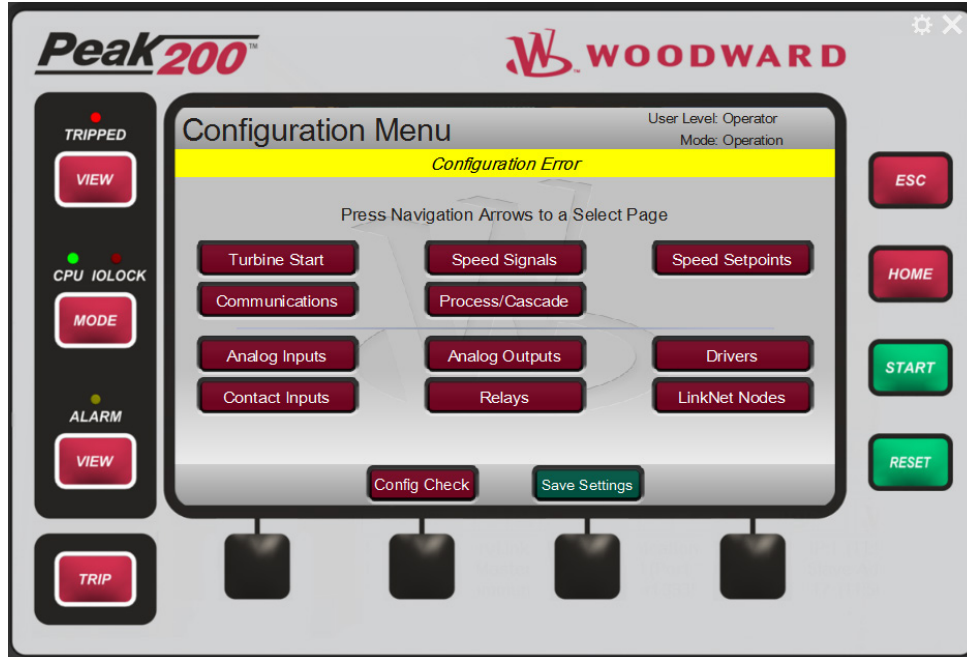 Peak200™
WOODWARD
TRIPPED
VIEW
CPU IOLOCK
MODE
ALARM
VIEW
TRIP
Configuration Menu
User Level: Operator
Mode: Operation
Configuration Error
Press Navigation Arrows to a Select Page
Turbine Start Speed Signals Speed Setpoints
Communications Process/Cascade
Analog Inputs Analog Outputs Drivers
Contact Inputs Relays LinkNet Nodes
Config Check Save Settings
ESC
HOME
START
RESET